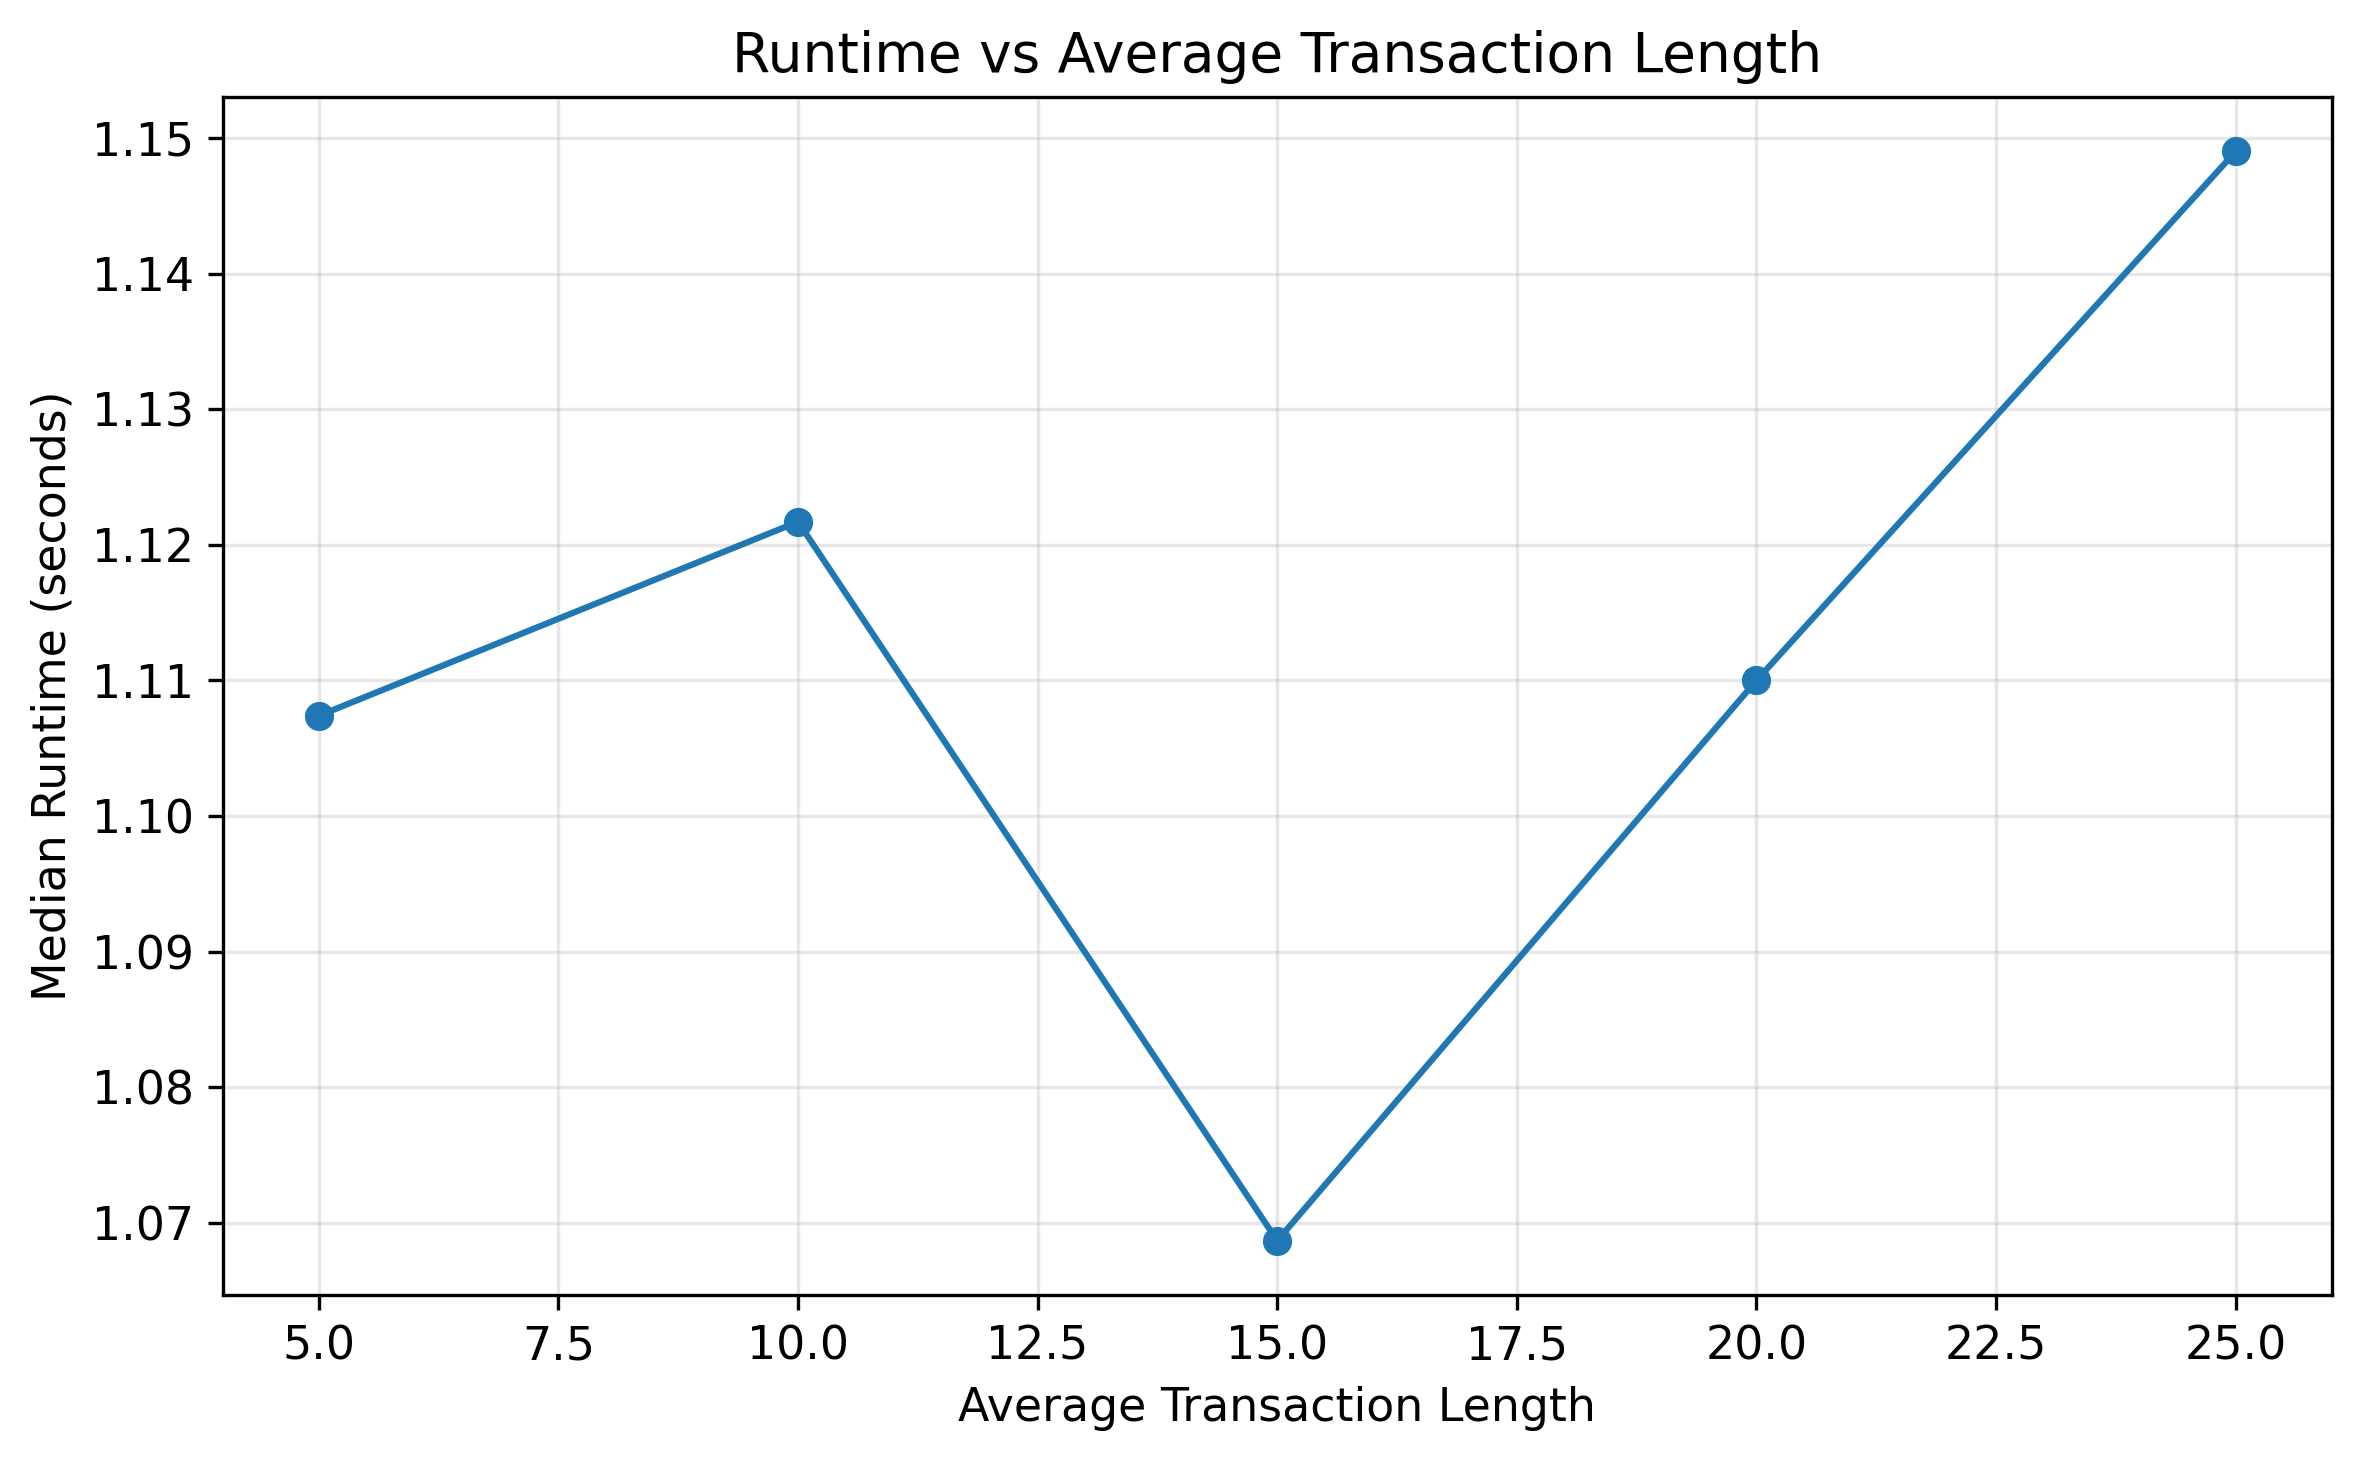 Runtime vs Average Transaction Length
1.15
1.14
1.13
1.12
1.11
1.10
1.09
1.08
1.07
Median Runtime (seconds)
5.0 7.5 10.0 12.5 15.0 17.5 20.0 22.5 25.0
Average Transaction Length